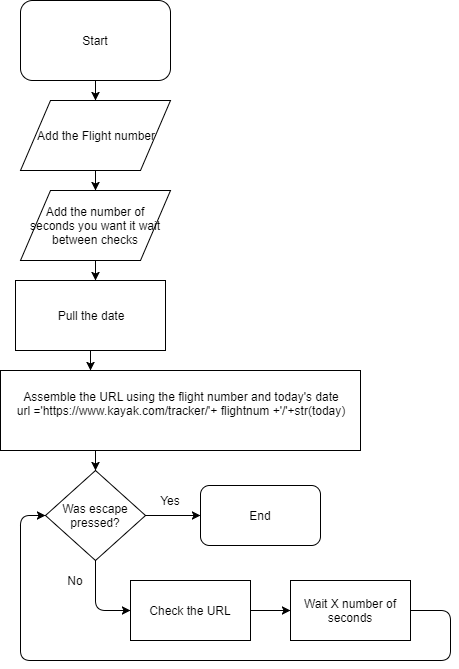 Start
Add the Flight number
Add the number of
seconds you want it wait
between checks
Pull the date
Assemble the URL using the flight number and today's date
url ='https://www.kayak.com/tracker/'+ flightnum +'/'+str(today)
Was escape
pressed?
Yes
End
No
Check the URL
Wait X number of
seconds